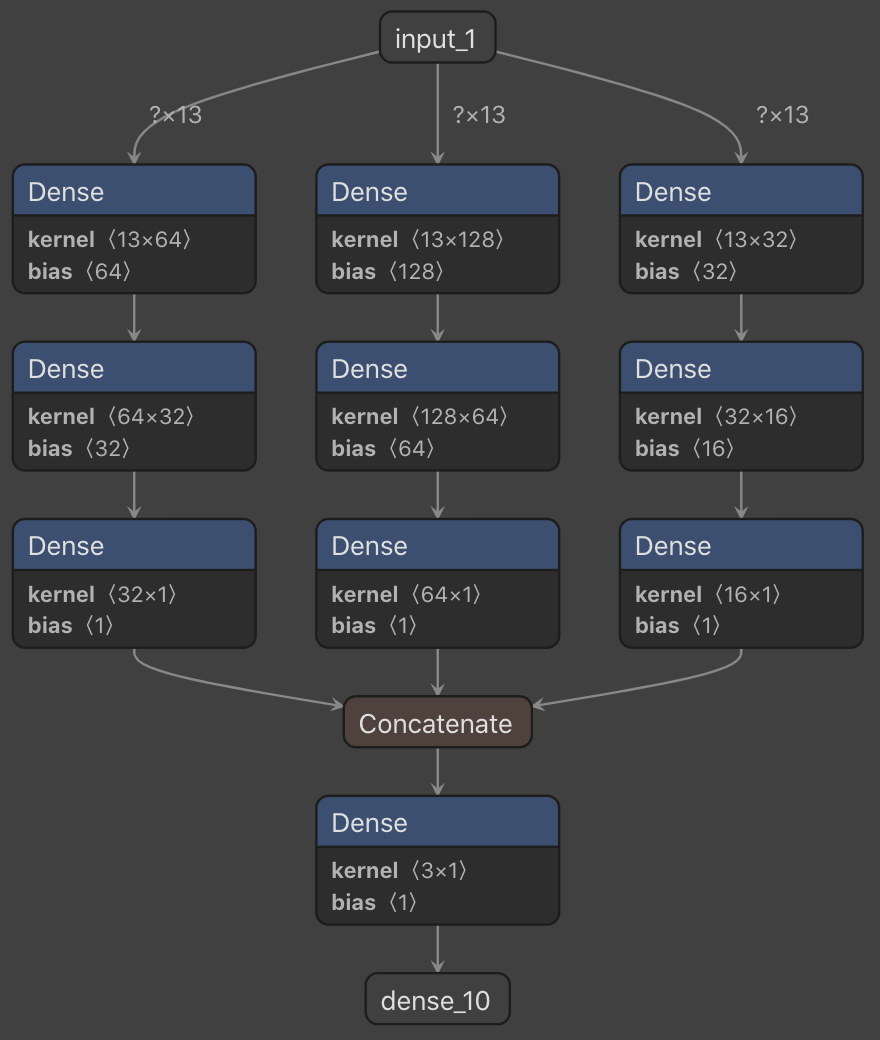 input_1
?×13
?×13
?×13
Dense
kernel 〈13×64〉
bias 〈64〉
Dense
kernel 〈13×128〉
bias 〈128〉
Dense
kernel 〈13×32〉
bias 〈32〉
Dense
kernel 〈64×32〉
bias 〈32〉
Dense
kernel 〈128×64〉
bias 〈64〉
Dense
kernel 〈32×16〉
bias 〈16〉
Dense
kernel 〈32×1〉
bias 〈1〉
Dense
kernel 〈64×1〉
bias 〈1〉
Dense
kernel 〈16×1〉
bias 〈1〉
Concatenate
Dense
kernel 〈3×1〉
bias 〈1〉
dense_10